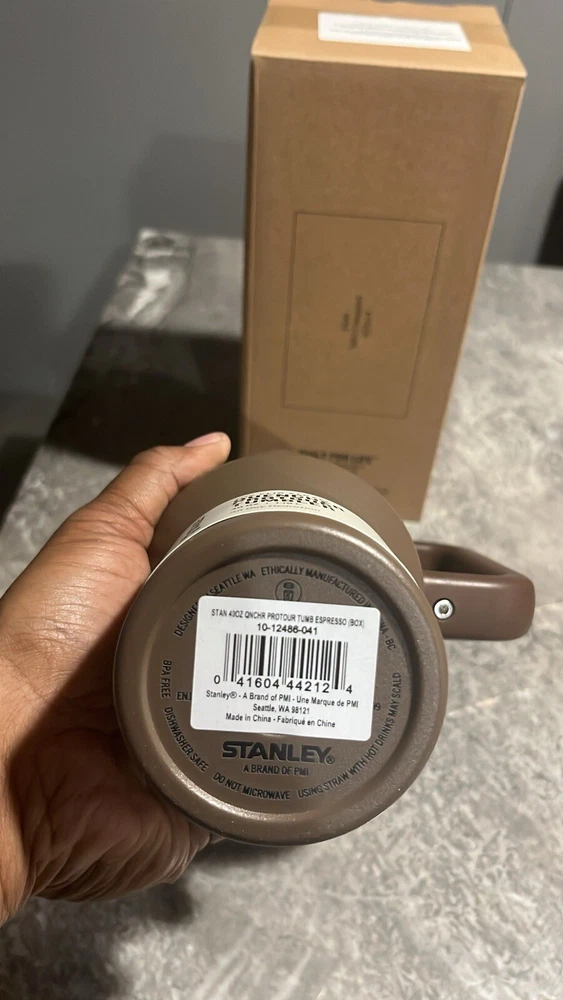 DESIGNED SEATTLE WA ETHICALLY MANUFACTURED
STAN 40OZ QNCHR PROTOUR TUMB ESPRESSO (BOX)
10-12486-041
0 41604 44212 4
Stanley® - A Brand of PMI - Une Marque de PMI
Seattle, WA 98121
Made in China - Fabriqué en Chine
STANLEY®
A BRAND OF PMI
BPA FREE DISHWASHER SAFE DO NOT MICROWAVE USING STRAW WITH HOT DRINKS MAY SCALD